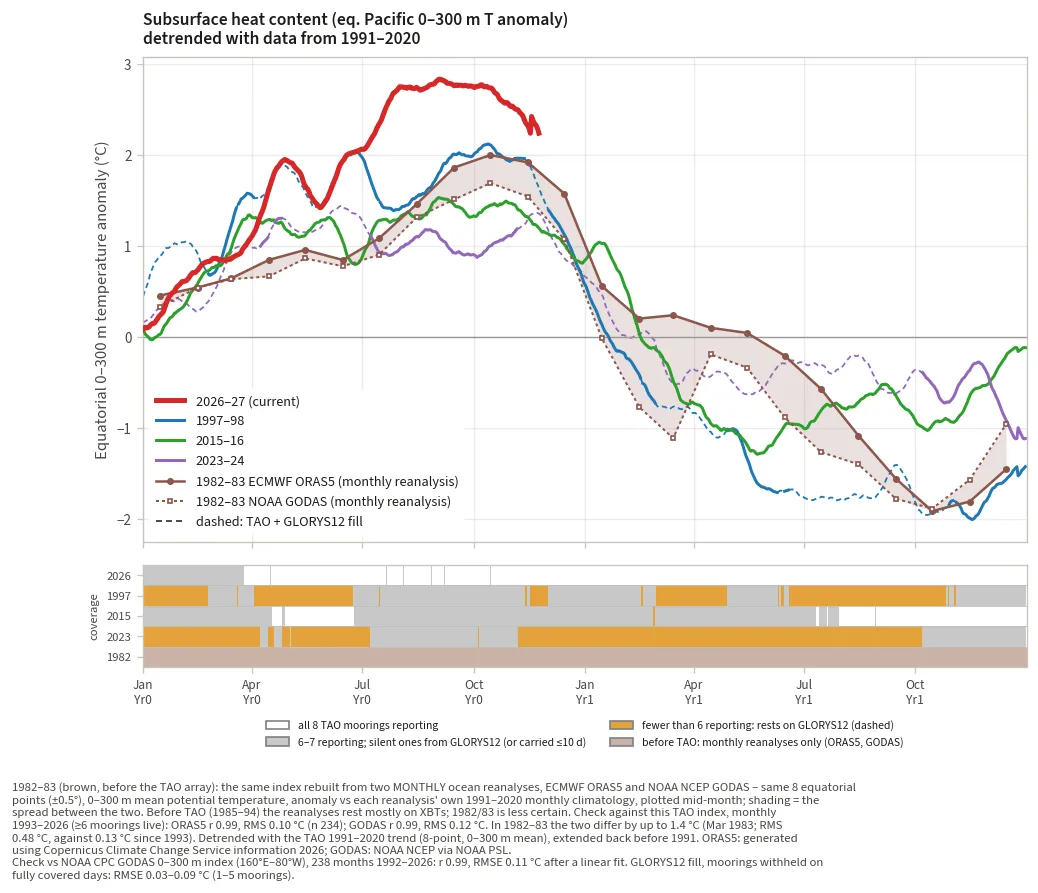 Subsurface heat content (eq. Pacific 0–300 m T anomaly)
detrended with data from 1991–2020
Equatorial 0–300 m temperature anomaly (°C)
3
2
1
0
−1
−2
2026–27 (current)
1997–98
2015–16
2023–24
1982–83 ECMWF ORAS5 (monthly reanalysis)
1982–83 NOAA GODAS (monthly reanalysis)
dashed: TAO + GLORYS12 fill
coverage
2026
1997
2015
2023
1982
Jan Apr Jul Oct Jan Apr Jul Oct
Yr0 Yr0 Yr0 Yr0 Yr1 Yr1 Yr1 Yr1
all 8 TAO moorings reporting
6–7 reporting; silent ones from GLORYS12 (or carried ≤10 d)
fewer than 6 reporting: rests on GLORYS12 (dashed)
before TAO: monthly reanalyses only (ORAS5, GODAS)
1982–83 (brown, before the TAO array): the same index rebuilt from two MONTHLY ocean reanalyses, ECMWF ORAS5 and NOAA NCEP GODAS – same 8 equatorial
points (±0.5°), 0–300 m mean potential temperature, anomaly vs each reanalysis' own 1991–2020 monthly climatology, plotted mid-month; shading = the
spread between the two. Before TAO (1985–94) the reanalyses rest mostly on XBTs; 1982/83 is less certain. Check against this TAO index, monthly
1993–2026 (≥6 moorings live): ORAS5 r 0.99, RMS 0.10 °C (n 234); GODAS r 0.99, RMS 0.12 °C. In 1982–83 the two differ by up to 1.4 °C (Mar 1983; RMS
0.48 °C, against 0.13 °C since 1993). Detrended with the TAO 1991–2020 trend (8-point, 0–300 m mean), extended back before 1991. ORAS5: generated
using Copernicus Climate Change Service information 2026; GODAS: NOAA NCEP via NOAA PSL.
Check vs NOAA CPC GODAS 0–300 m index (160°E–80°W), 238 months 1992–2026: r 0.99, RMSE 0.11 °C after a linear fit. GLORYS12 fill, moorings withheld on
fully covered days: RMSE 0.03–0.09 °C (1–5 moorings).